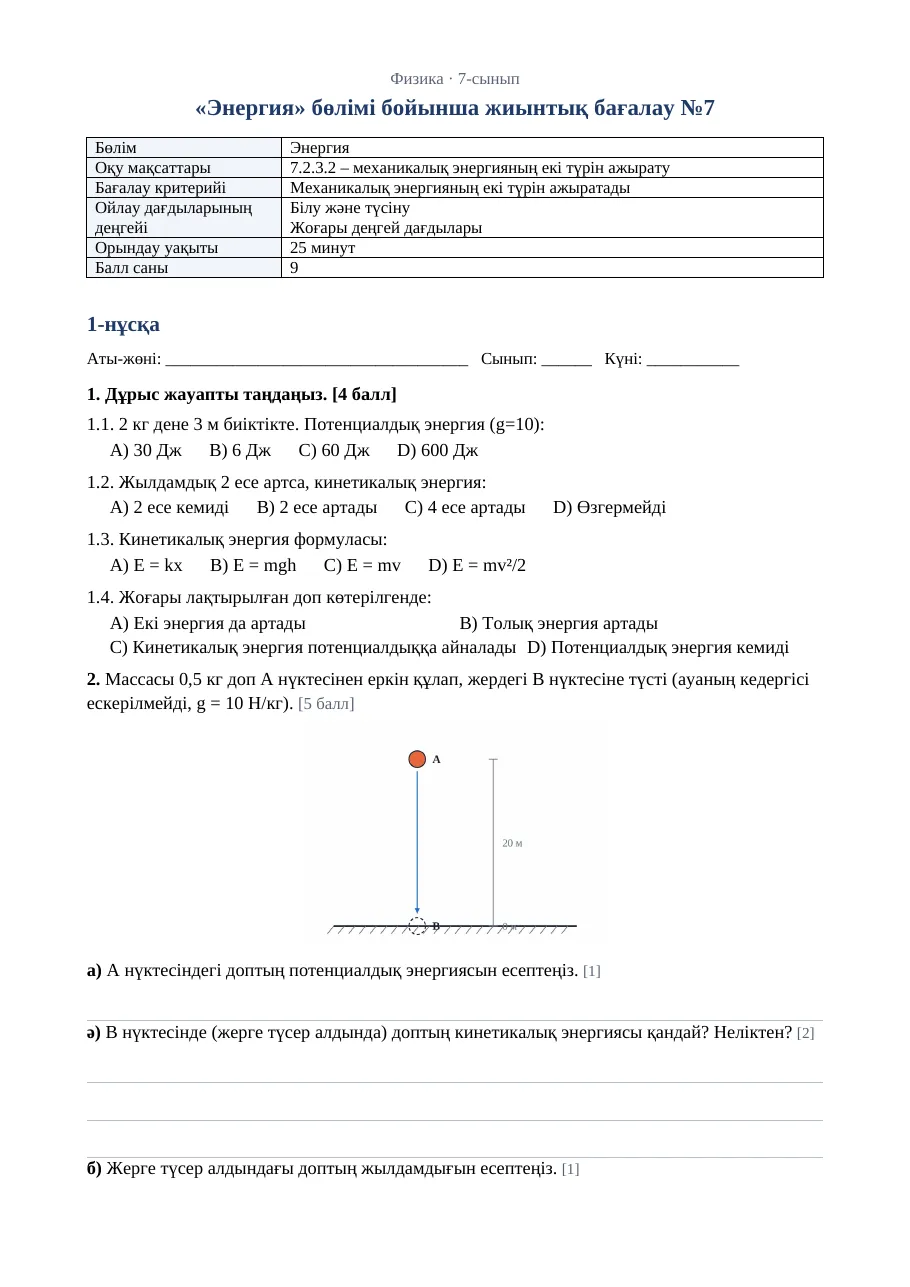 Физика · 7-сынып
«Энергия» бөлімі бойынша жиынтық бағалау №7
Бөлім Энергия
Оқу мақсаттары 7.2.3.2 – механикалық энергияның екі түрін ажырату
Бағалау критерийі Механикалық энергияның екі түрін ажыратады
Ойлау дағдыларының Білу және түсіну
деңгейі Жоғары деңгей дағдылары
Орындау уақыты 25 минут
Балл саны 9
1-нұсқа
Аты-жөні: ____________________________________ Сынып: ______ Күні: ___________
1. Дұрыс жауапты таңдаңыз. [4 балл]
1.1. 2 кг дене 3 м биіктікте. Потенциалдық энергия (g=10):
A) 30 Дж B) 6 Дж C) 60 Дж D) 600 Дж
1.2. Жылдамдық 2 есе артса, кинетикалық энергия:
A) 2 есе кемиді B) 2 есе артады C) 4 есе артады D) Өзгермейді
1.3. Кинетикалық энергия формуласы:
A) E = kx B) E = mgh C) E = mv D) E = mv²/2
1.4. Жоғары лақтырылған доп көтерілгенде:
A) Екі энергия да артады B) Толық энергия артады
C) Кинетикалық энергия потенциалдыққа айналады D) Потенциалдық энергия кемиді
2. Массасы 0,5 кг доп А нүктесінен еркін құлап, жердегі В нүктесіне түсті (ауаның кедергісі
ескерілмейді, g = 10 Н/кг). [5 балл]
A
20 м
B 0 м
а) А нүктесіндегі доптың потенциалдық энергиясын есептеңіз. [1]
ә) В нүктесінде (жерге түсер алдында) доптың кинетикалық энергиясы қандай? Неліктен? [2]
б) Жерге түсер алдындағы доптың жылдамдығын есептеңіз. [1]